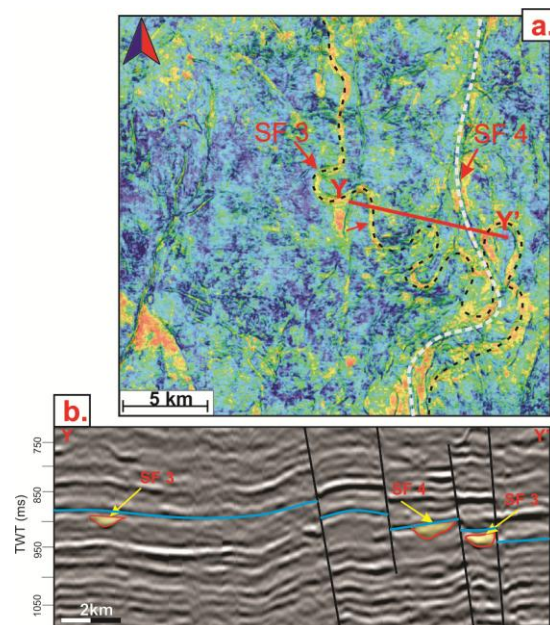 a.
SF 3
SF 4
Y
Y'
5 km
b.
Y
Y'
750
SF 3
850
SF 4
SF 3
TWT (ms)
950
1050
2km